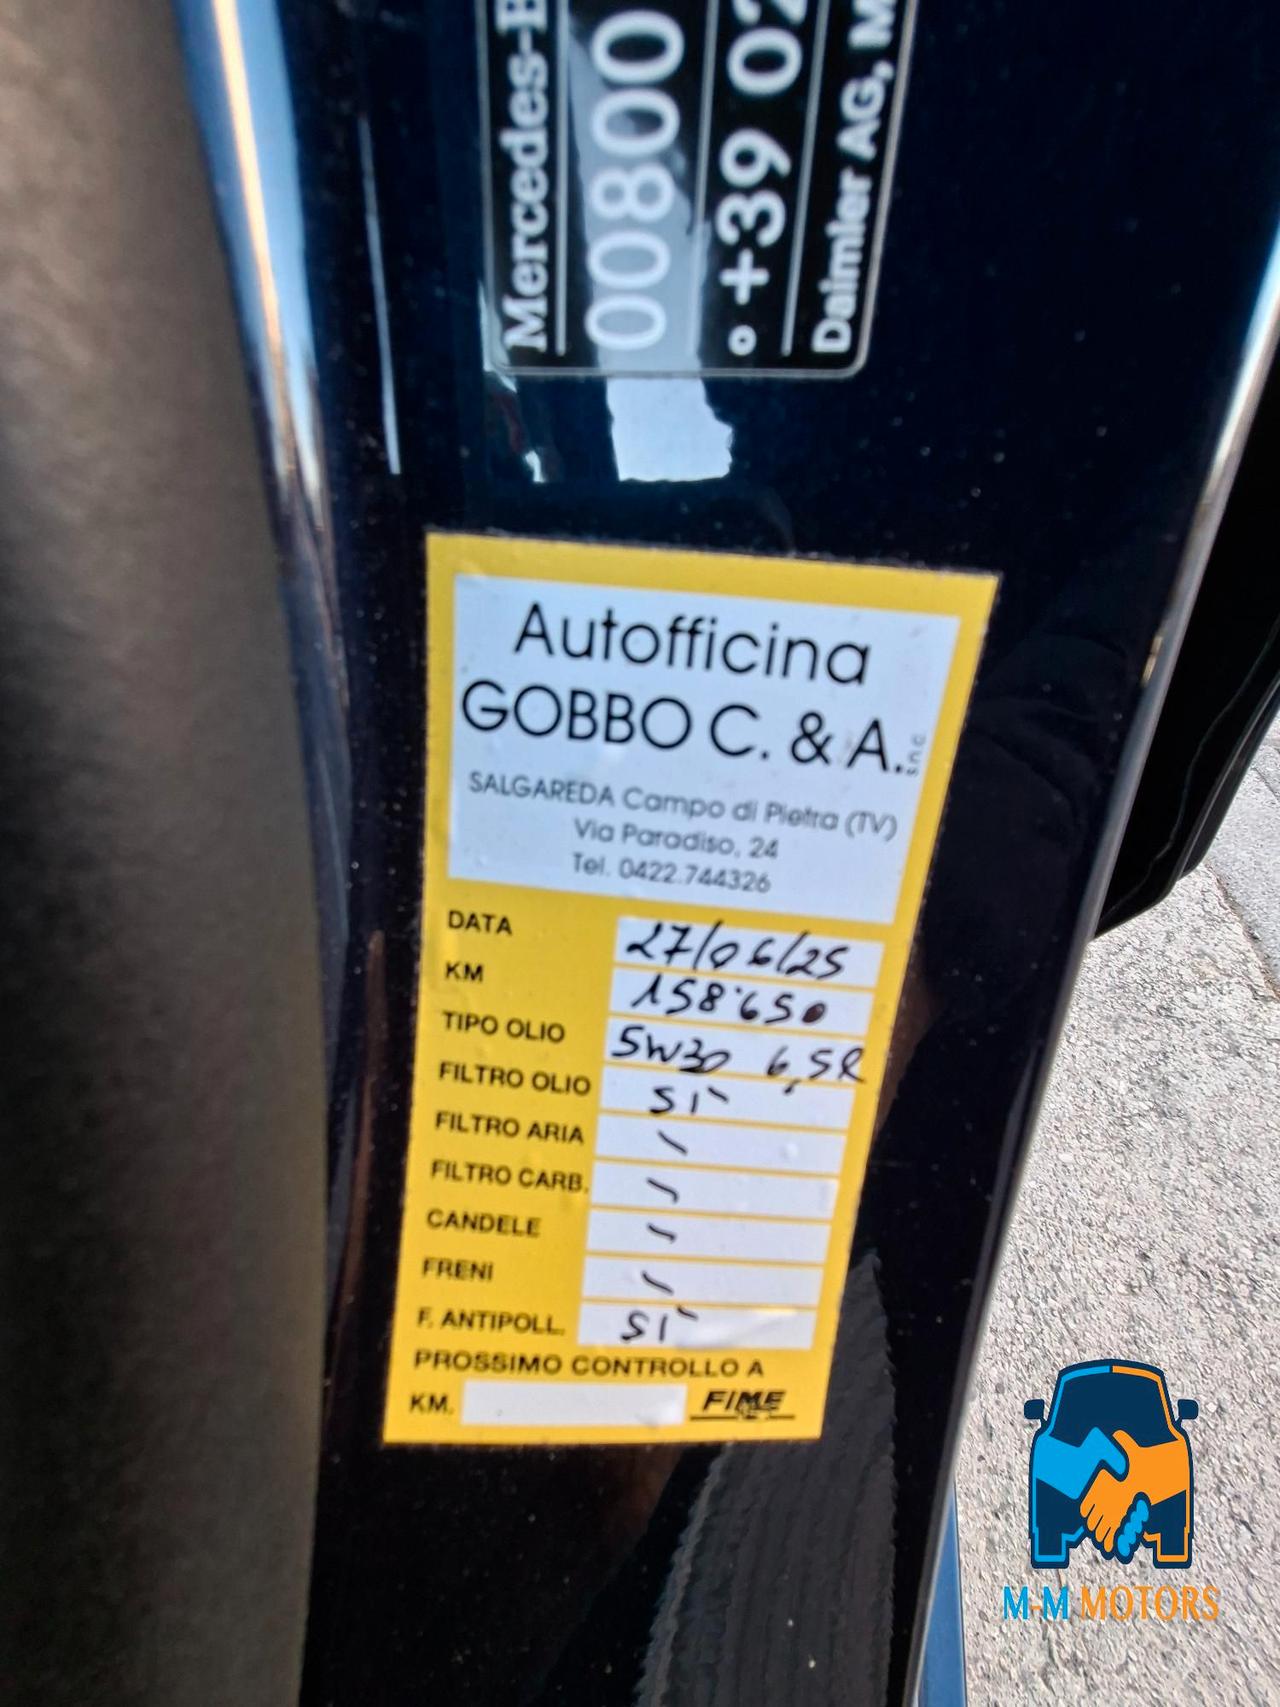 Mercedes-B
00800
° +39 02
Daimler AG, M
Autofficina
GOBBO C. & A. s.n.c.
SALGAREDA Campo di Pietra (TV)
Via Paradiso, 24
Tel. 0422.744326
DATA 27/06/25
KM 158'650
TIPO OLIO 5W30 6,5l
FILTRO OLIO SI'
FILTRO ARIA \
FILTRO CARB. \
CANDELE \
FRENI \
F. ANTIPOLL. SI'
PROSSIMO CONTROLLO A
KM. FIME
M-M MOTORS